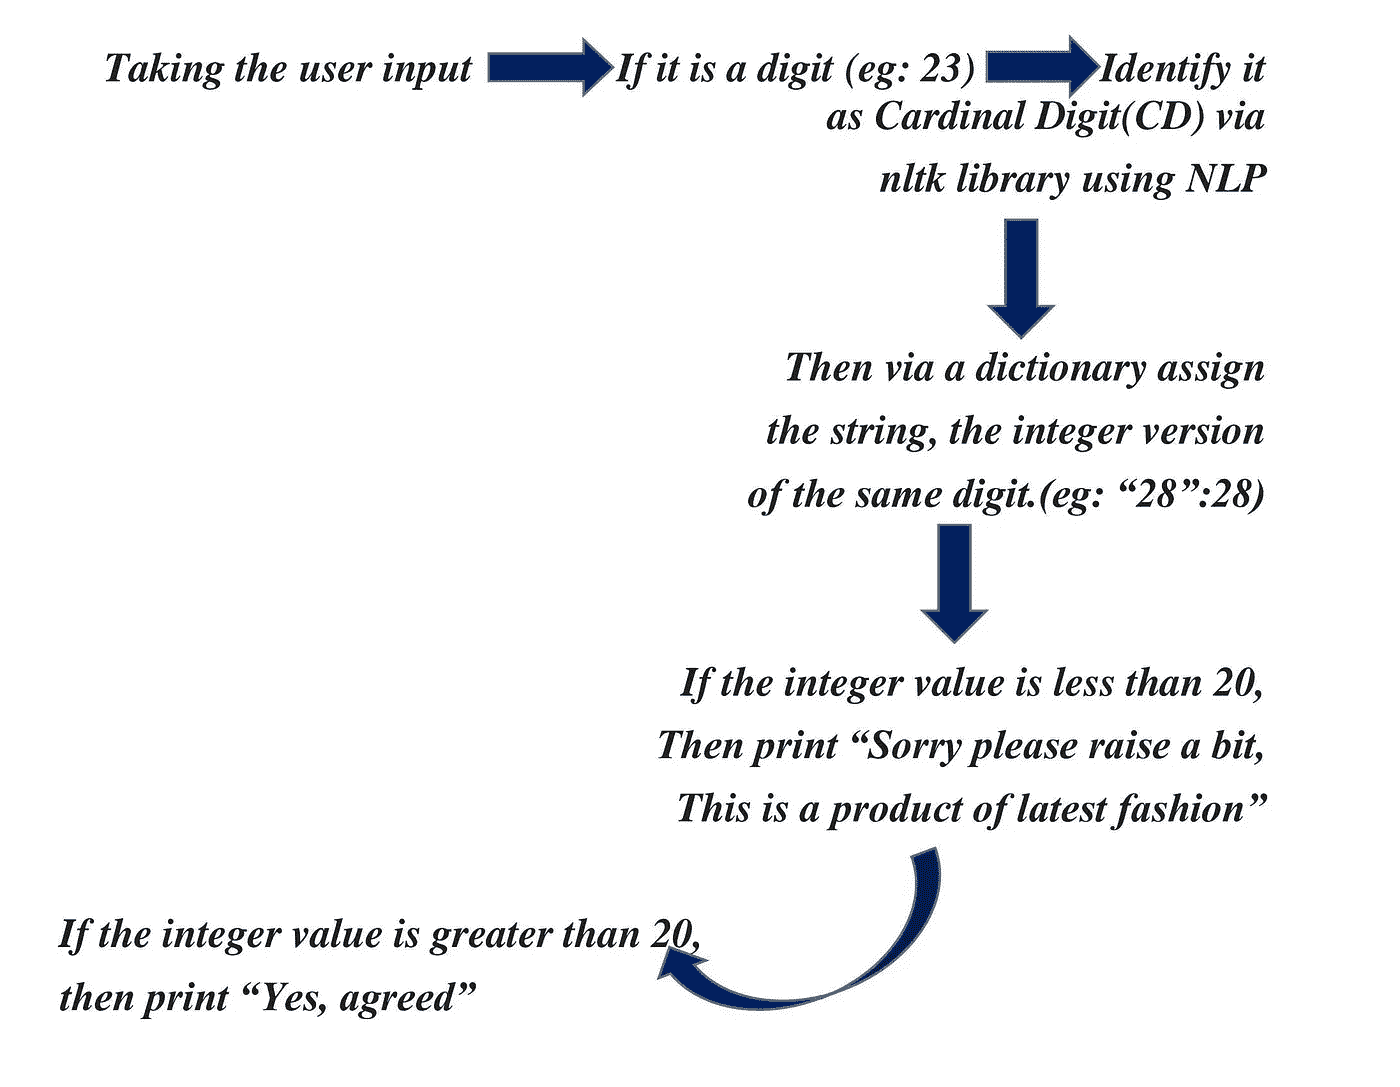 Taking the user input If it is a digit (eg: 23) Identify it
as Cardinal Digit(CD) via
nltk library using NLP
Then via a dictionary assign
the string, the integer version
of the same digit.(eg: “28”:28)
If the integer value is less than 20,
Then print “Sorry please raise a bit,
This is a product of latest fashion”
If the integer value is greater than 20,
then print “Yes, agreed”